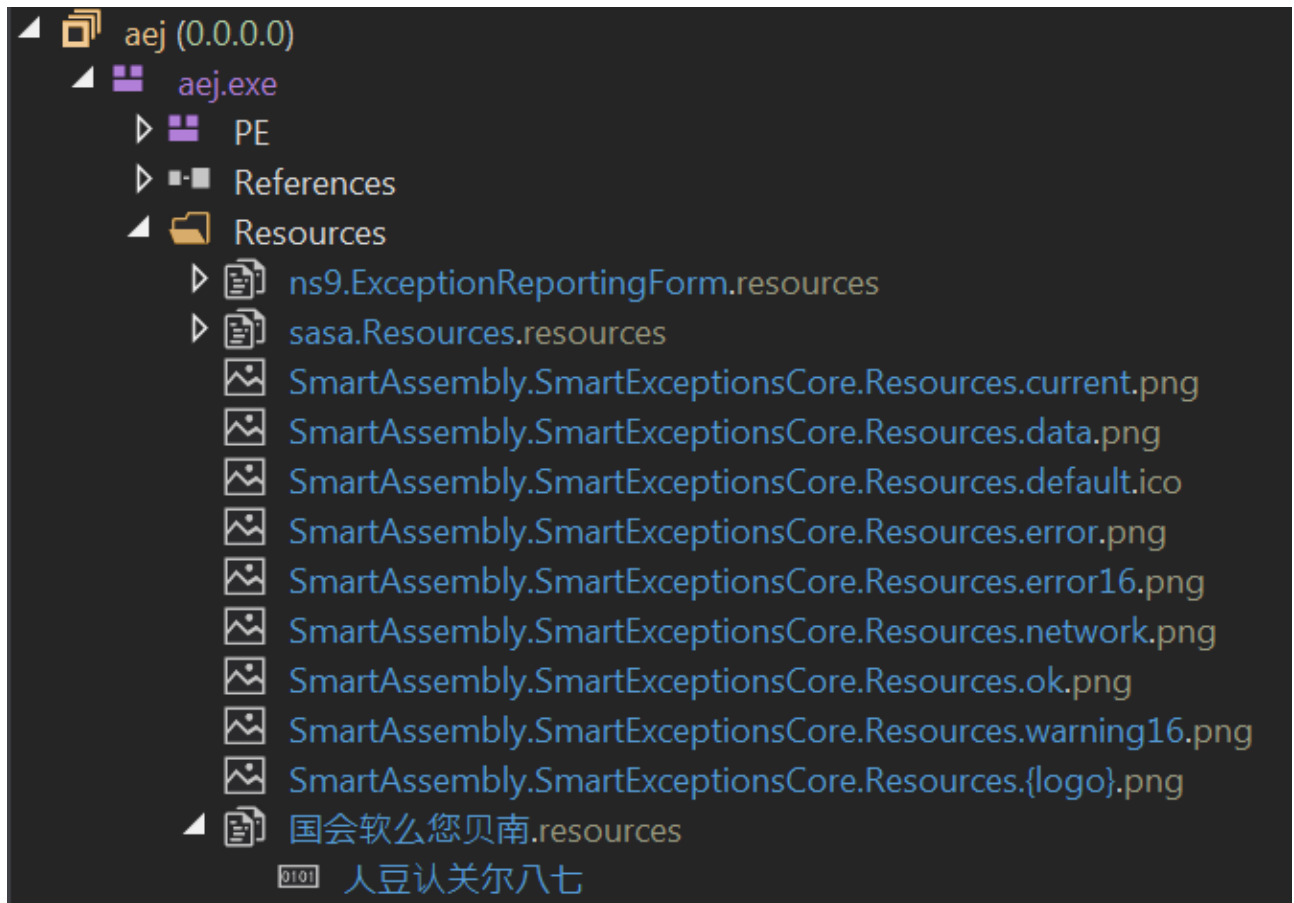 aej (0.0.0.0)
aej.exe
PE
References
Resources
ns9.ExceptionReportingForm.resources
sasa.Resources.resources
SmartAssembly.SmartExceptionsCore.Resources.current.png
SmartAssembly.SmartExceptionsCore.Resources.data.png
SmartAssembly.SmartExceptionsCore.Resources.default.ico
SmartAssembly.SmartExceptionsCore.Resources.error.png
SmartAssembly.SmartExceptionsCore.Resources.error16.png
SmartAssembly.SmartExceptionsCore.Resources.network.png
SmartAssembly.SmartExceptionsCore.Resources.ok.png
SmartAssembly.SmartExceptionsCore.Resources.warning16.png
SmartAssembly.SmartExceptionsCore.Resources.{logo}.png
国会软么您贝南.resources
0101 人豆认关尔八七